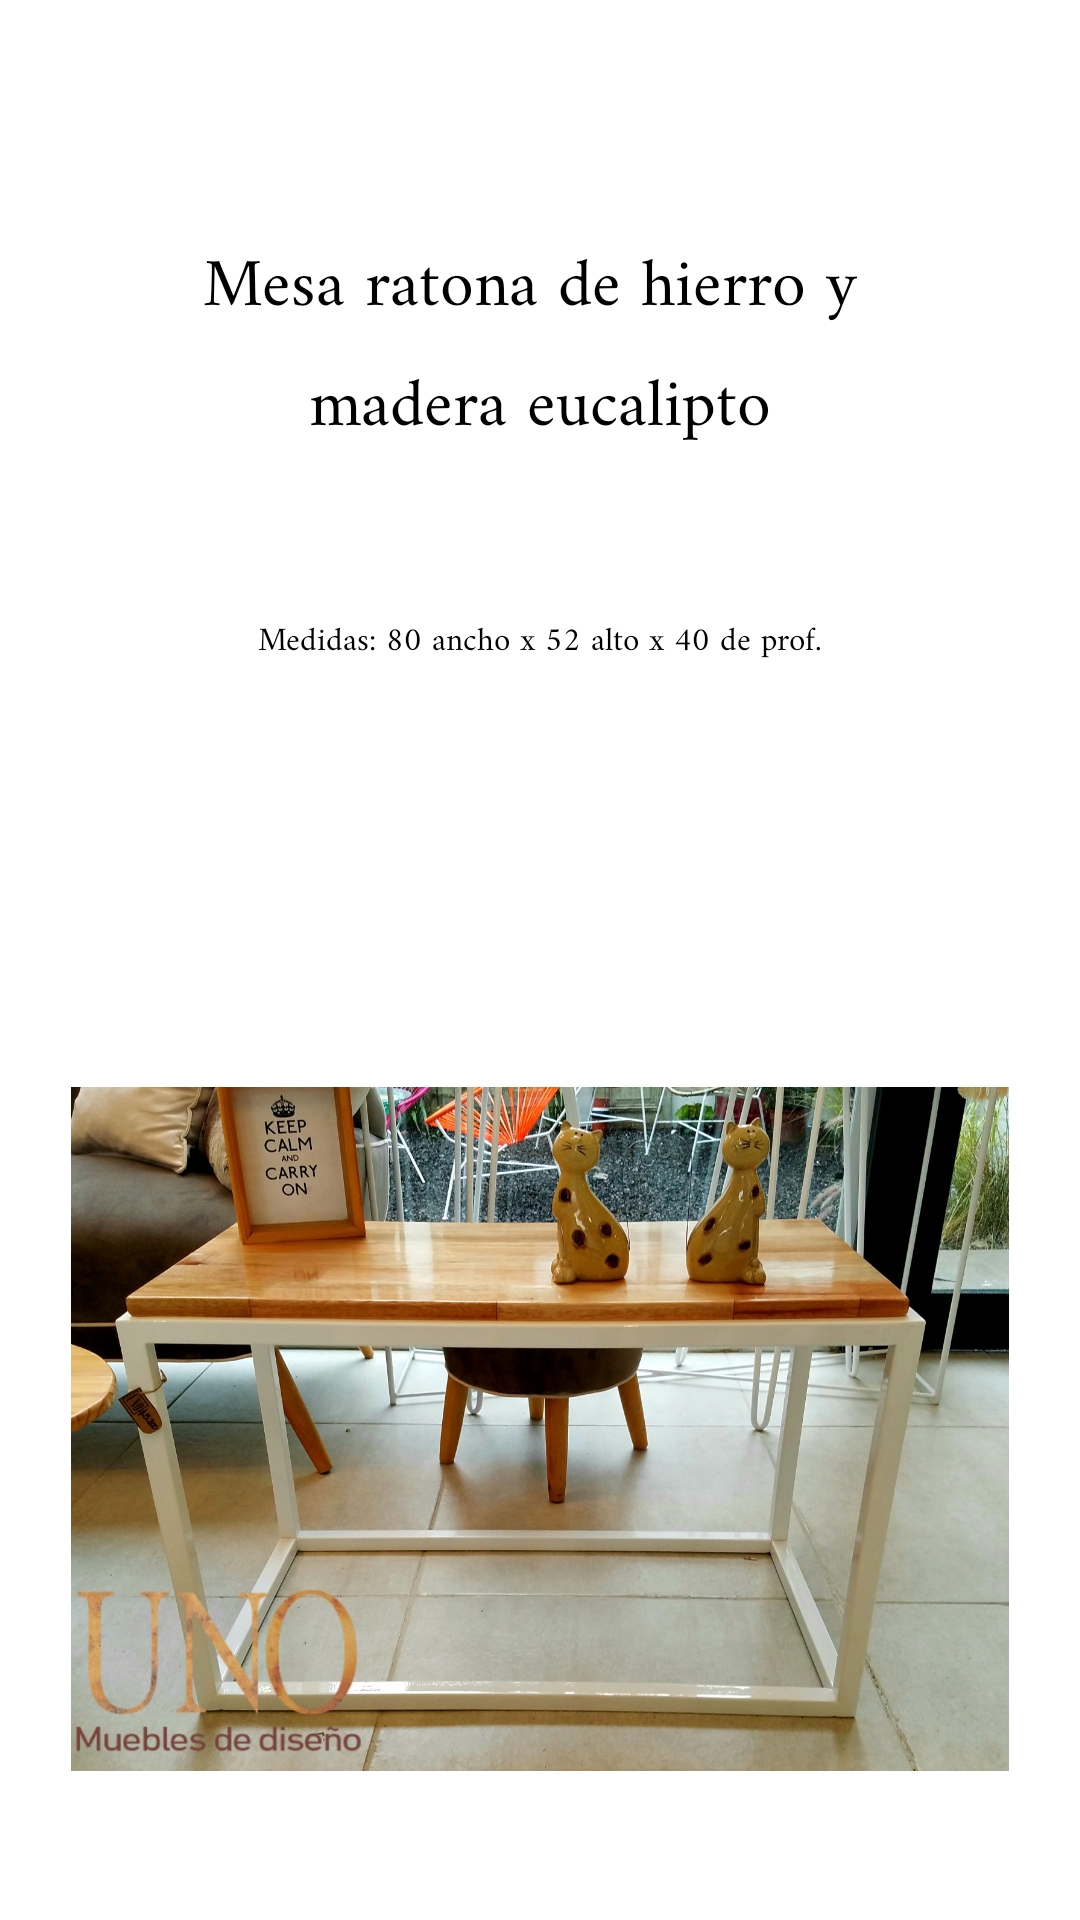 Mesa ratona de hierro y
madera eucalipto
Medidas: 80 ancho x 52 alto x 40 de prof.
KEEP
CALM
AND
CARRY
ON
UNO
Muebles de diseño